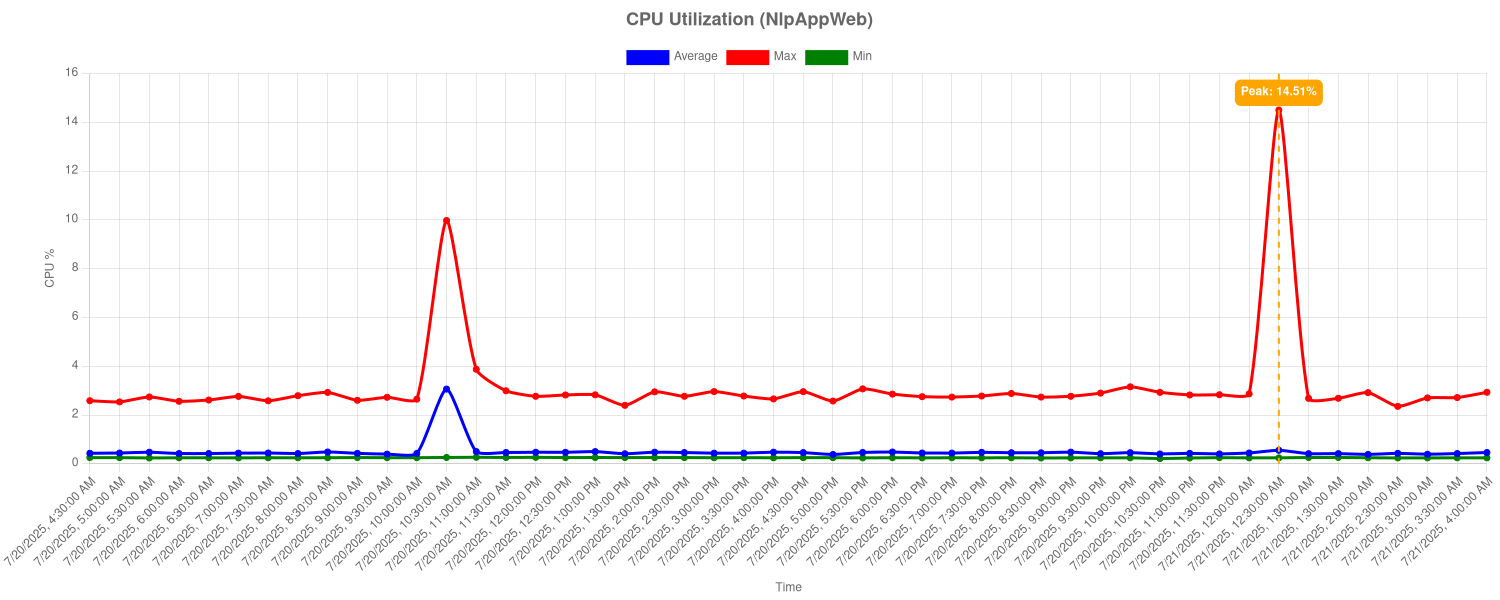 CPU Utilization (NlpAppWeb)
Average Max Min
Peak: 14.51%
16
14
12
10
8
6
4
2
0
CPU %
7/20/2025, 4:30:00 AM
7/20/2025, 5:00:00 AM
7/20/2025, 5:30:00 AM
7/20/2025, 6:00:00 AM
7/20/2025, 6:30:00 AM
7/20/2025, 7:00:00 AM
7/20/2025, 7:30:00 AM
7/20/2025, 8:00:00 AM
7/20/2025, 8:30:00 AM
7/20/2025, 9:00:00 AM
7/20/2025, 9:30:00 AM
7/20/2025, 10:00:00 AM
7/20/2025, 10:30:00 AM
7/20/2025, 11:00:00 AM
7/20/2025, 11:30:00 AM
7/20/2025, 12:00:00 PM
7/20/2025, 12:30:00 PM
7/20/2025, 1:00:00 PM
7/20/2025, 1:30:00 PM
7/20/2025, 2:00:00 PM
7/20/2025, 2:30:00 PM
7/20/2025, 3:00:00 PM
7/20/2025, 3:30:00 PM
7/20/2025, 4:00:00 PM
7/20/2025, 4:30:00 PM
7/20/2025, 5:00:00 PM
7/20/2025, 5:30:00 PM
7/20/2025, 6:00:00 PM
7/20/2025, 6:30:00 PM
7/20/2025, 7:00:00 PM
7/20/2025, 7:30:00 PM
7/20/2025, 8:00:00 PM
7/20/2025, 8:30:00 PM
7/20/2025, 9:00:00 PM
7/20/2025, 9:30:00 PM
7/20/2025, 10:00:00 PM
7/20/2025, 10:30:00 PM
7/20/2025, 11:00:00 PM
7/20/2025, 11:30:00 PM
7/21/2025, 12:00:00 AM
7/21/2025, 12:30:00 AM
7/21/2025, 1:00:00 AM
7/21/2025, 1:30:00 AM
7/21/2025, 2:00:00 AM
7/21/2025, 2:30:00 AM
7/21/2025, 3:00:00 AM
7/21/2025, 3:30:00 AM
7/21/2025, 4:00:00 AM
Time